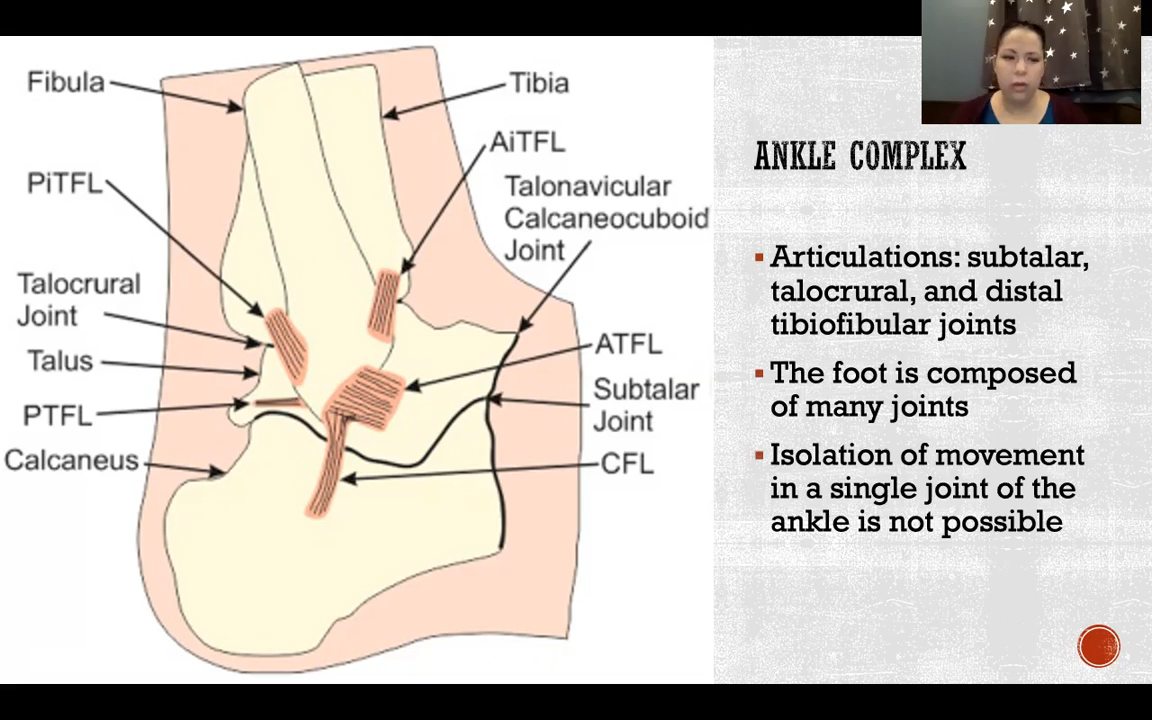 Fibula
Tibia
AiTFL
PiTFL
Talonavicular
Calcaneocuboid
Joint
Talocrural
Joint
Talus
ATFL
PTFL
Subtalar
Joint
Calcaneus
CFL
ANKLE COMPLEX
▪ Articulations: subtalar,
talocrural, and distal
tibiofibular joints
▪ The foot is composed
of many joints
▪ Isolation of movement
in a single joint of the
ankle is not possible